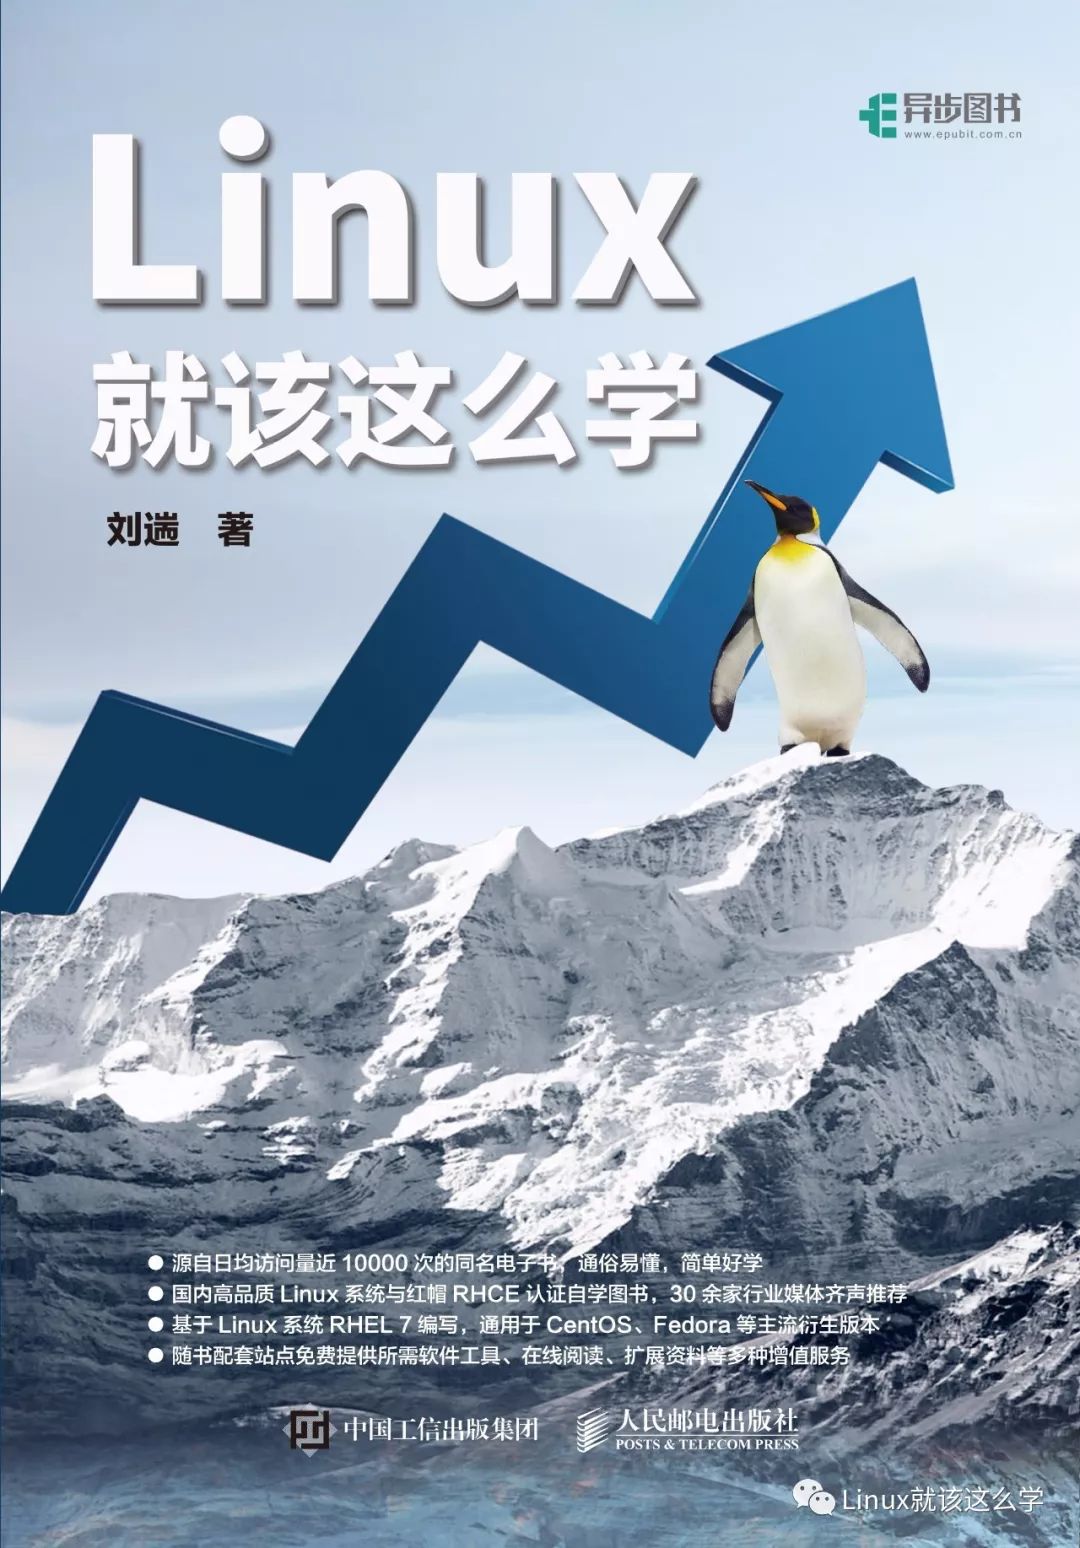 异步图书
www.epubit.com.cn
Linux
就该这么学
刘遄 著
● 源自日均访问量近 10000 次的同名电子书，通俗易懂，简单好学
● 国内高品质 Linux 系统与红帽 RHCE 认证自学图书，30 余家行业媒体齐声推荐
● 基于 Linux 系统 RHEL 7 编写，通用于 CentOS、Fedora 等主流衍生版本
● 随书配套站点免费提供所需软件工具、在线阅读、扩展资料等多种增值服务
中国工信出版集团
人民邮电出版社
POSTS & TELECOM PRESS
Linux就该这么学